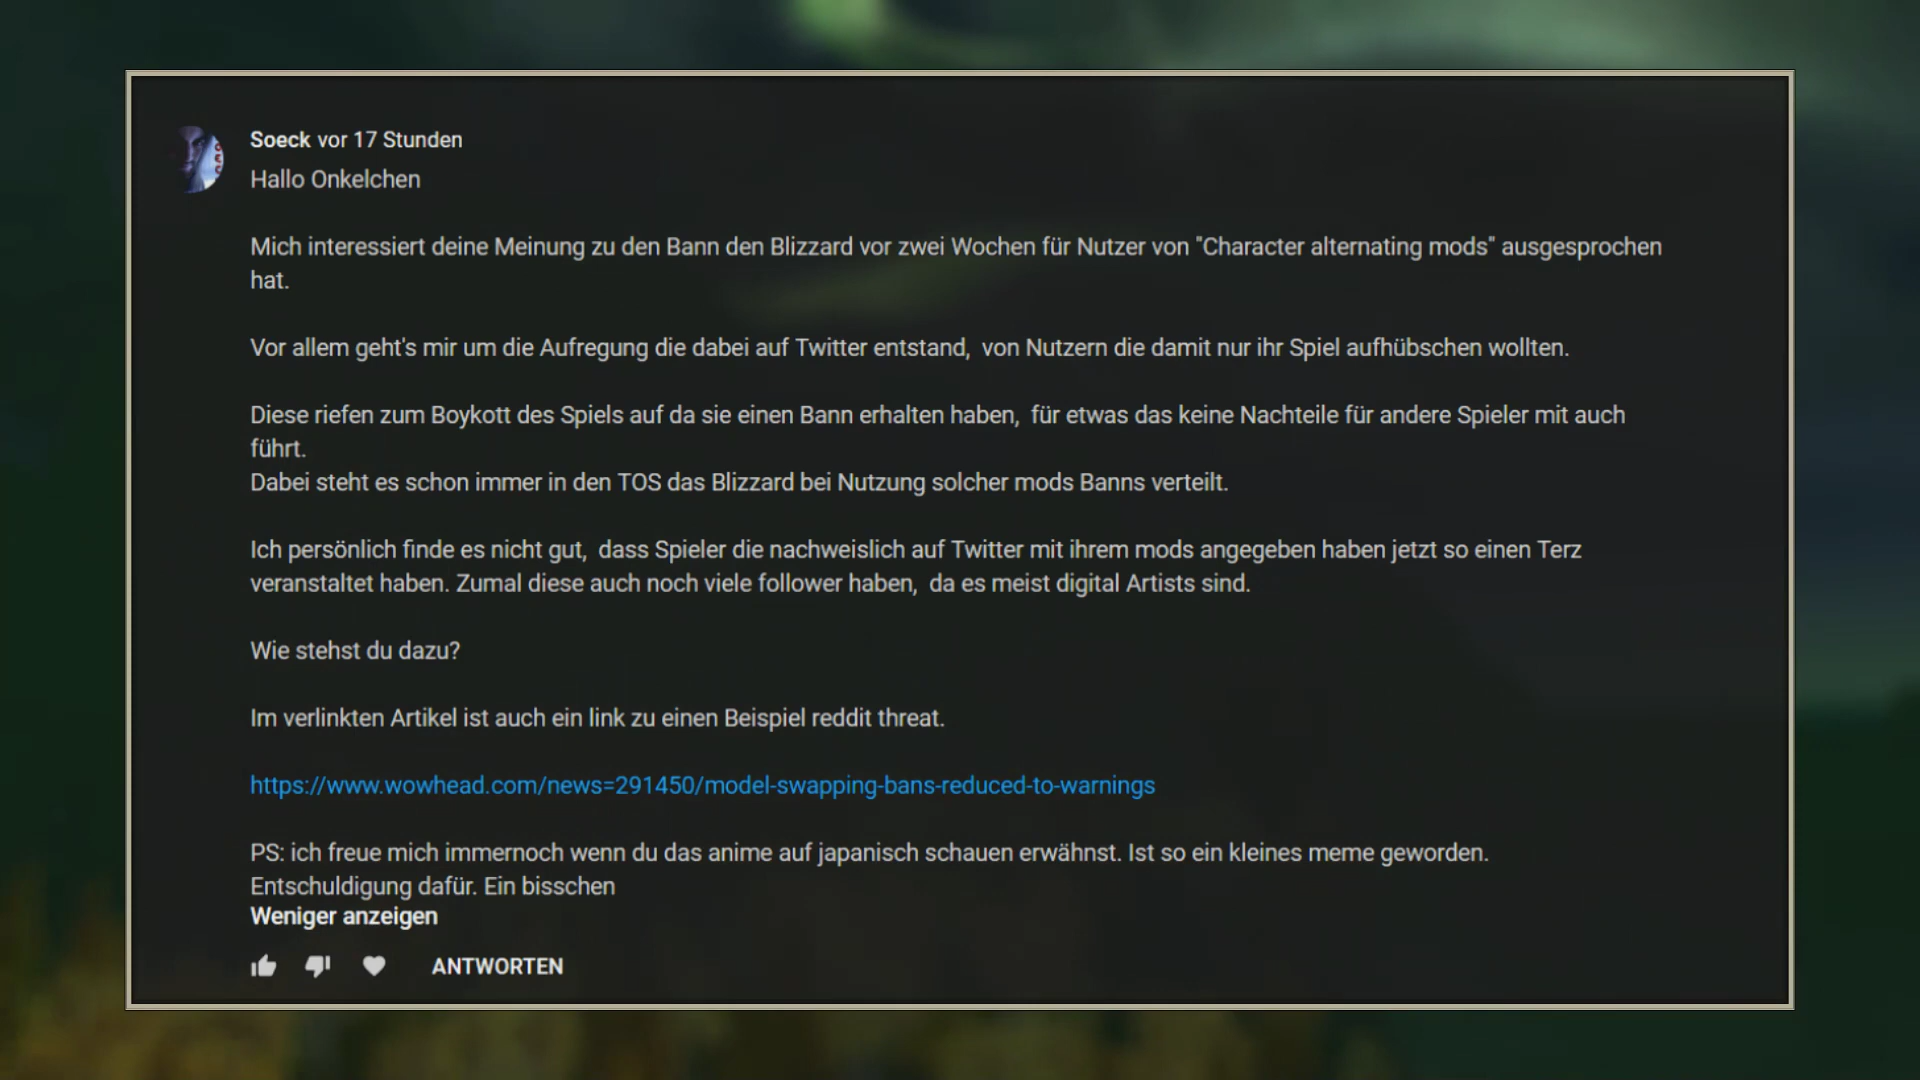 Soeck vor 17 Stunden
Hallo Onkelchen
Mich interessiert deine Meinung zu den Bann den Blizzard vor zwei Wochen für Nutzer von "Character alternating mods" ausgesprochen
hat.
Vor allem geht's mir um die Aufregung die dabei auf Twitter entstand,  von Nutzern die damit nur ihr Spiel aufhübschen wollten.
Diese riefen zum Boykott des Spiels auf da sie einen Bann erhalten haben,  für etwas das keine Nachteile für andere Spieler mit auch
führt.
Dabei steht es schon immer in den TOS das Blizzard bei Nutzung solcher mods Banns verteilt.
Ich persönlich finde es nicht gut,  dass Spieler die nachweislich auf Twitter mit ihrem mods angegeben haben jetzt so einen Terz
veranstaltet haben. Zumal diese auch noch viele follower haben,  da es meist digital Artists sind.
Wie stehst du dazu?
Im verlinkten Artikel ist auch ein link zu einen Beispiel reddit threat.
https://www.wowhead.com/news=291450/model-swapping-bans-reduced-to-warnings
PS: ich freue mich immernoch wenn du das anime auf japanisch schauen erwähnst. Ist so ein kleines meme geworden.
Entschuldigung dafür. Ein bisschen
Weniger anzeigen
ANTWORTEN